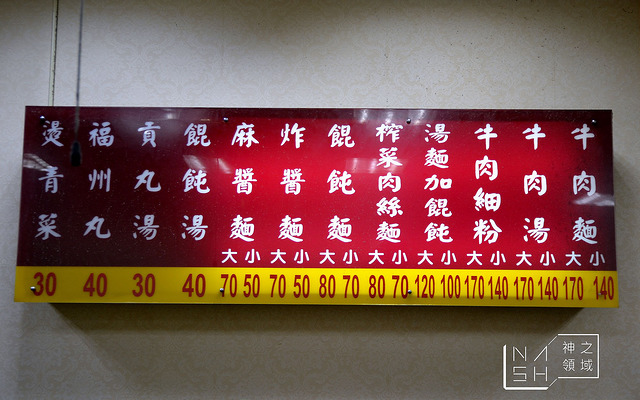 牛肉麵 大 小 170 140
牛肉湯 大 小 170 140
牛肉細粉 大 小 170 140
湯麵加餛飩 大 小 120 100
榨菜肉絲麵 大 小 80 70
餛飩麵 大 小 80 70
炸醬麵 大 小 70 50
麻醬麵 大 小 70 50
餛飩湯 40
貢丸湯 30
福州丸 40
燙青菜 30
NASH
神之領域